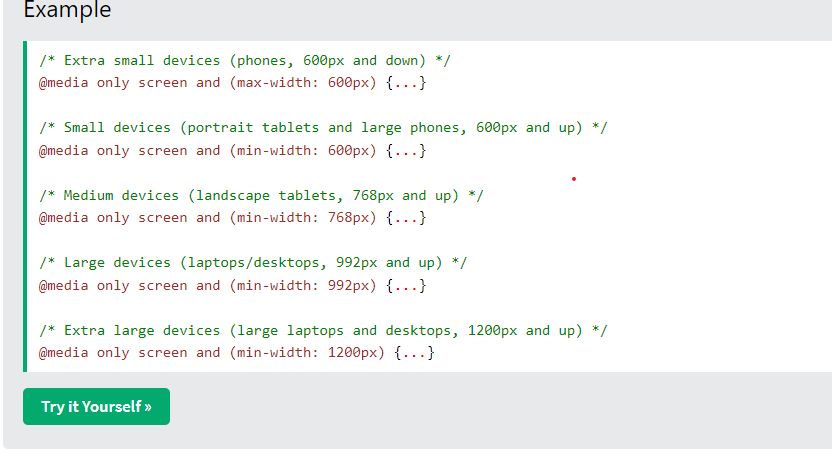 Example
/* Extra small devices (phones, 600px and down) */
@media only screen and (max-width: 600px) {...}
/* Small devices (portrait tablets and large phones, 600px and up) */
@media only screen and (min-width: 600px) {...}
/* Medium devices (landscape tablets, 768px and up) */
@media only screen and (min-width: 768px) {...}
/* Large devices (laptops/desktops, 992px and up) */
@media only screen and (min-width: 992px) {...}
/* Extra large devices (large laptops and desktops, 1200px and up) */
@media only screen and (min-width: 1200px) {...}
Try it Yourself »